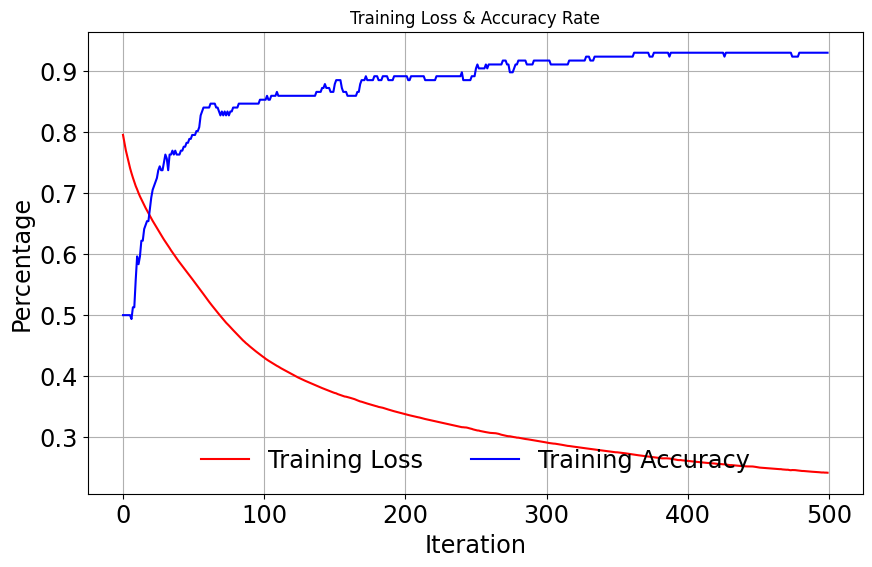 Training Loss & Accuracy Rate
0.9
0.8
0.7
0.6
0.5
0.4
0.3
Percentage
Training Loss
Training Accuracy
0 100 200 300 400 500
Iteration